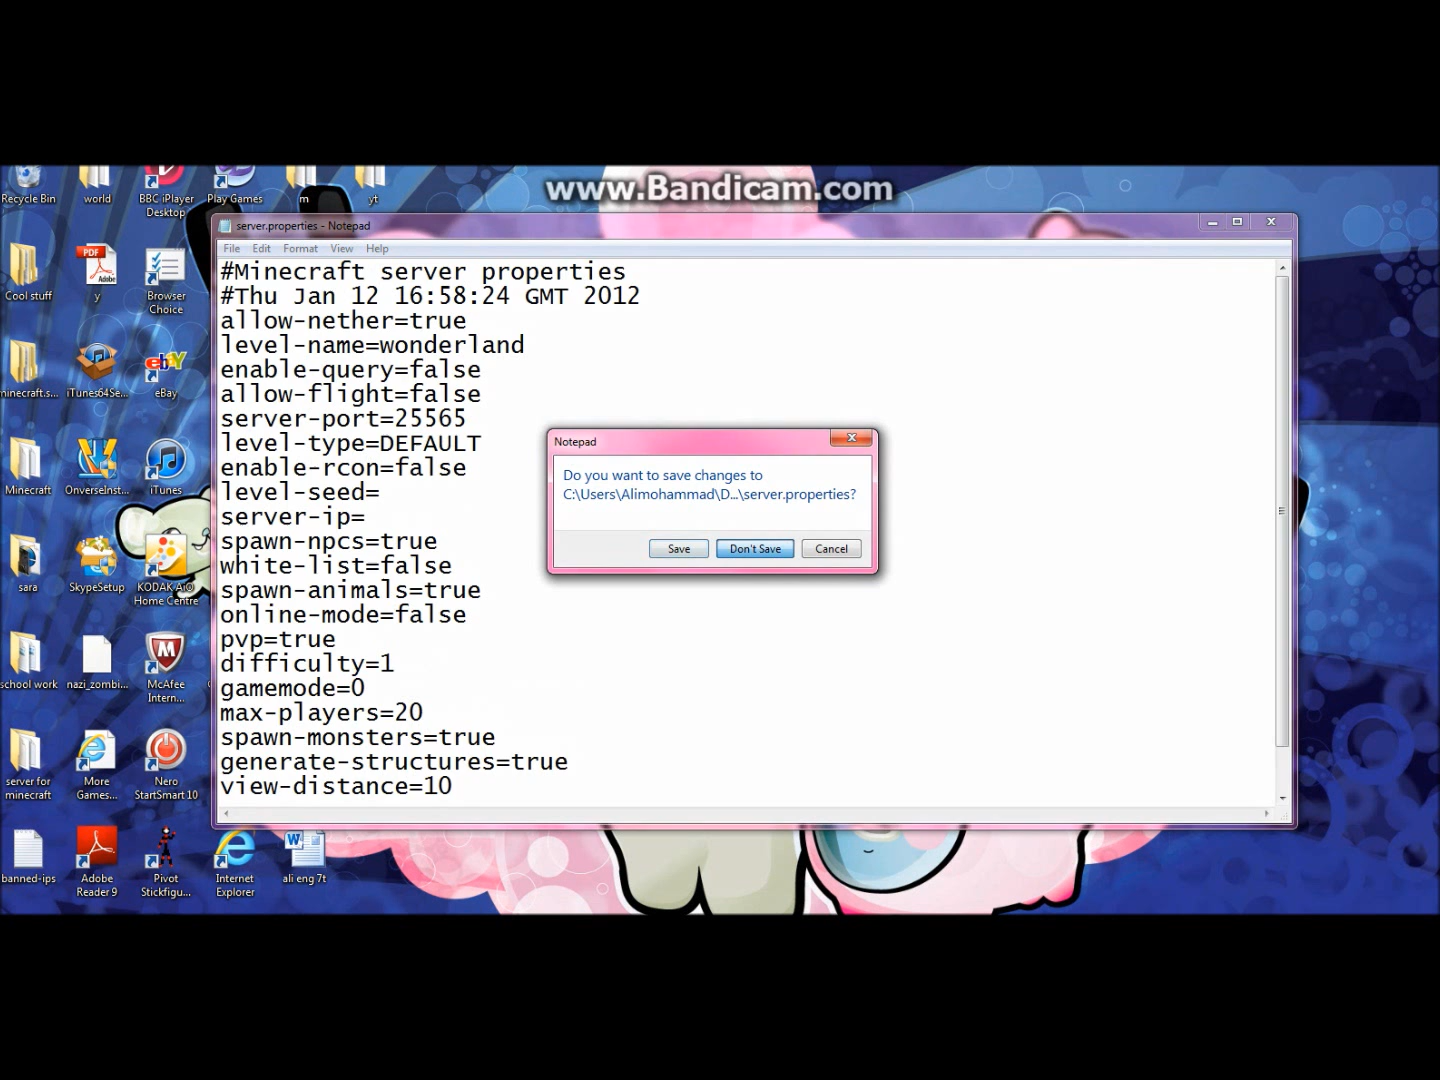 www.Bandicam.com
Recycle Bin
world
BBC iPlayer
Desktop
Play Games
m
yt
server.properties - Notepad
File Edit Format View Help
#Minecraft server properties
#Thu Jan 12 16:58:24 GMT 2012
allow-nether=true
level-name=wonderland
enable-query=false
allow-flight=false
server-port=25565
level-type=DEFAULT
enable-rcon=false
level-seed=
server-ip=
spawn-npcs=true
white-list=false
spawn-animals=true
online-mode=false
pvp=true
difficulty=1
gamemode=0
max-players=20
spawn-monsters=true
generate-structures=true
view-distance=10
Notepad
Do you want to save changes to
C:\Users\Alimohammad\D...\server.properties?
Save Don't Save Cancel
Cool stuff
PDF
Adobe
y
Browser
Choice
minecraft.s...
iTunes64Se...
ebY
eBay
Minecraft
OnverseInst...
iTunes
sara
SkypeSetup
KODAK AiO
Home Centre
school work
nazi_zombi...
McAfee
Intern...
server for
minecraft
More
Games...
Nero
StartSmart 10
banned-ips
Adobe
Reader 9
Pivot
Stickfigu...
Internet
Explorer
ali eng 7t